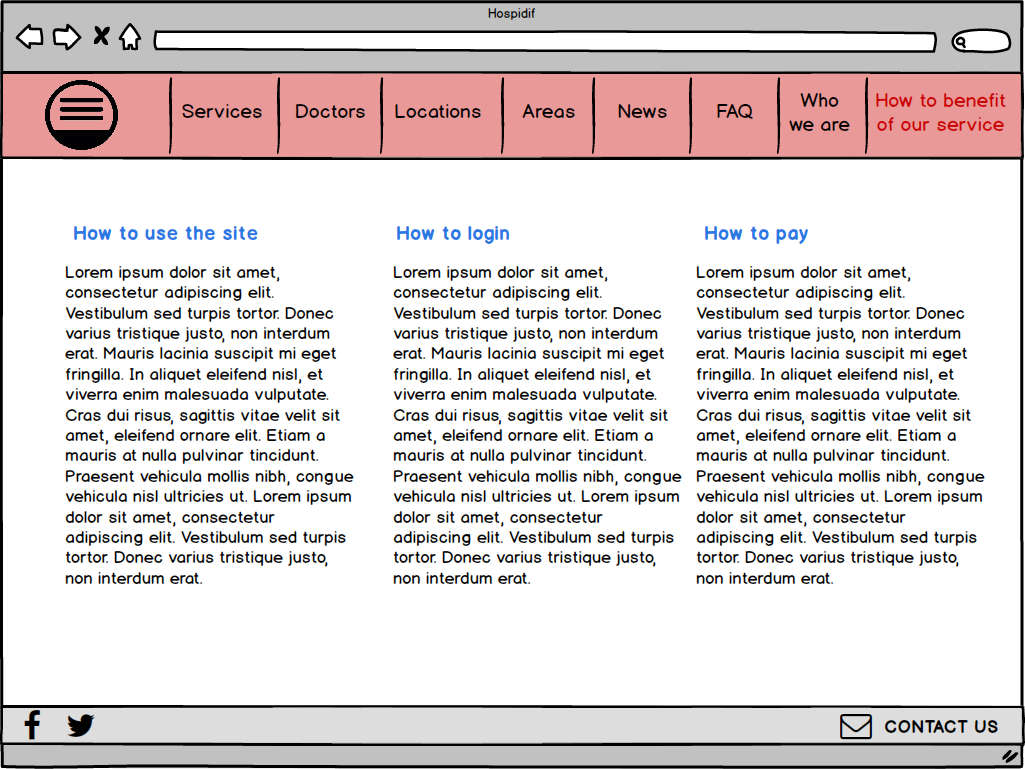 Hospidif
Services Doctors Locations Areas News FAQ Who we are How to benefit of our service
How to use the site
Lorem ipsum dolor sit amet,
consectetur adipiscing elit.
Vestibulum sed turpis tortor. Donec
varius tristique justo, non interdum
erat. Mauris lacinia suscipit mi eget
fringilla. In aliquet eleifend nisl, et
viverra enim malesuada vulputate.
Cras dui risus, sagittis vitae velit sit
amet, eleifend ornare elit. Etiam a
mauris at nulla pulvinar tincidunt.
Praesent vehicula mollis nibh, congue
vehicula nisl ultricies ut. Lorem ipsum
dolor sit amet, consectetur
adipiscing elit. Vestibulum sed turpis
tortor. Donec varius tristique justo,
non interdum erat.
How to login
Lorem ipsum dolor sit amet,
consectetur adipiscing elit.
Vestibulum sed turpis tortor. Donec
varius tristique justo, non interdum
erat. Mauris lacinia suscipit mi eget
fringilla. In aliquet eleifend nisl, et
viverra enim malesuada vulputate.
Cras dui risus, sagittis vitae velit sit
amet, eleifend ornare elit. Etiam a
mauris at nulla pulvinar tincidunt.
Praesent vehicula mollis nibh, congue
vehicula nisl ultricies ut. Lorem ipsum
dolor sit amet, consectetur
adipiscing elit. Vestibulum sed turpis
tortor. Donec varius tristique justo,
non interdum erat.
How to pay
Lorem ipsum dolor sit amet,
consectetur adipiscing elit.
Vestibulum sed turpis tortor. Donec
varius tristique justo, non interdum
erat. Mauris lacinia suscipit mi eget
fringilla. In aliquet eleifend nisl, et
viverra enim malesuada vulputate.
Cras dui risus, sagittis vitae velit sit
amet, eleifend ornare elit. Etiam a
mauris at nulla pulvinar tincidunt.
Praesent vehicula mollis nibh, congue
vehicula nisl ultricies ut. Lorem ipsum
dolor sit amet, consectetur
adipiscing elit. Vestibulum sed turpis
tortor. Donec varius tristique justo,
non interdum erat.
CONTACT US